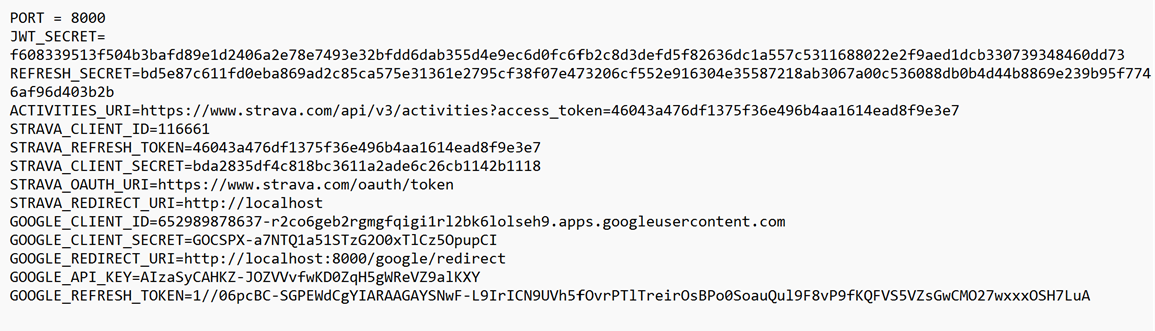 PORT = 8000
JWT_SECRET=
f608339513f504b3bafd89e1d2406a2e78e7493e32bfdd6dab355d4e9ec6d0fc6fb2c8d3defd5f82636dc1a557c5311688022e2f9aed1dcb330739348460dd73
REFRESH_SECRET=bd5e87c611fd0eba869ad2c85ca575e31361e2795cf38f07e473206cf552e916304e35587218ab3067a00c536088db0b4d44b8869e239b95f774
6af96d403b2b
ACTIVITIES_URI=https://www.strava.com/api/v3/activities?access_token=46043a476df1375f36e496b4aa1614ead8f9e3e7
STRAVA_CLIENT_ID=116661
STRAVA_REFRESH_TOKEN=46043a476df1375f36e496b4aa1614ead8f9e3e7
STRAVA_CLIENT_SECRET=bda2835df4c818bc3611a2ade6c26cb1142b1118
STRAVA_OAUTH_URI=https://www.strava.com/oauth/token
STRAVA_REDIRECT_URI=http://localhost
GOOGLE_CLIENT_ID=652989878637-r2co6geb2rgmgfqigi1rl2bk6lolseh9.apps.googleusercontent.com
GOOGLE_CLIENT_SECRET=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
GOOGLE_REDIRECT_URI=http://localhost:8000/google/redirect
GOOGLE_API_KEY=AIzaSyCAHKZ-JOZVVvfwKD0ZqH5gWReVZ9alKXY
GOOGLE_REFRESH_TOKEN=1//06pcBC-SGPEWdCgYIARAAGAYSNwF-L9IrICN9UVh5fOvrPTlTreirOsBPo0SoauQul9F8vP9fKQFVS5VZsGwCMO27wxxxOSH7LuA